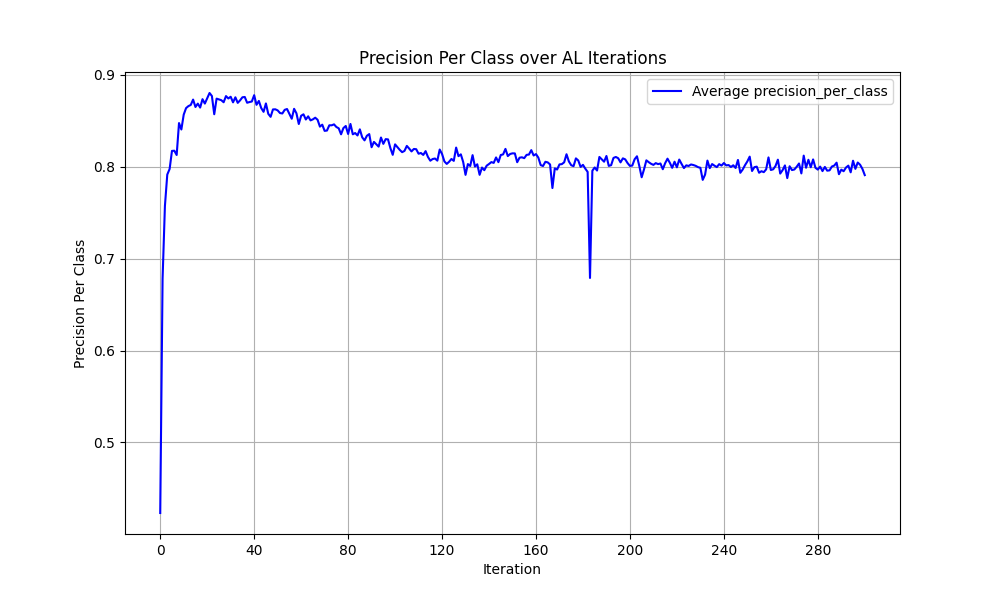 Precision Per Class over AL Iterations
Average precision_per_class
Precision Per Class
0.9
0.8
0.7
0.6
0.5
0 40 80 120 160 200 240 280
Iteration